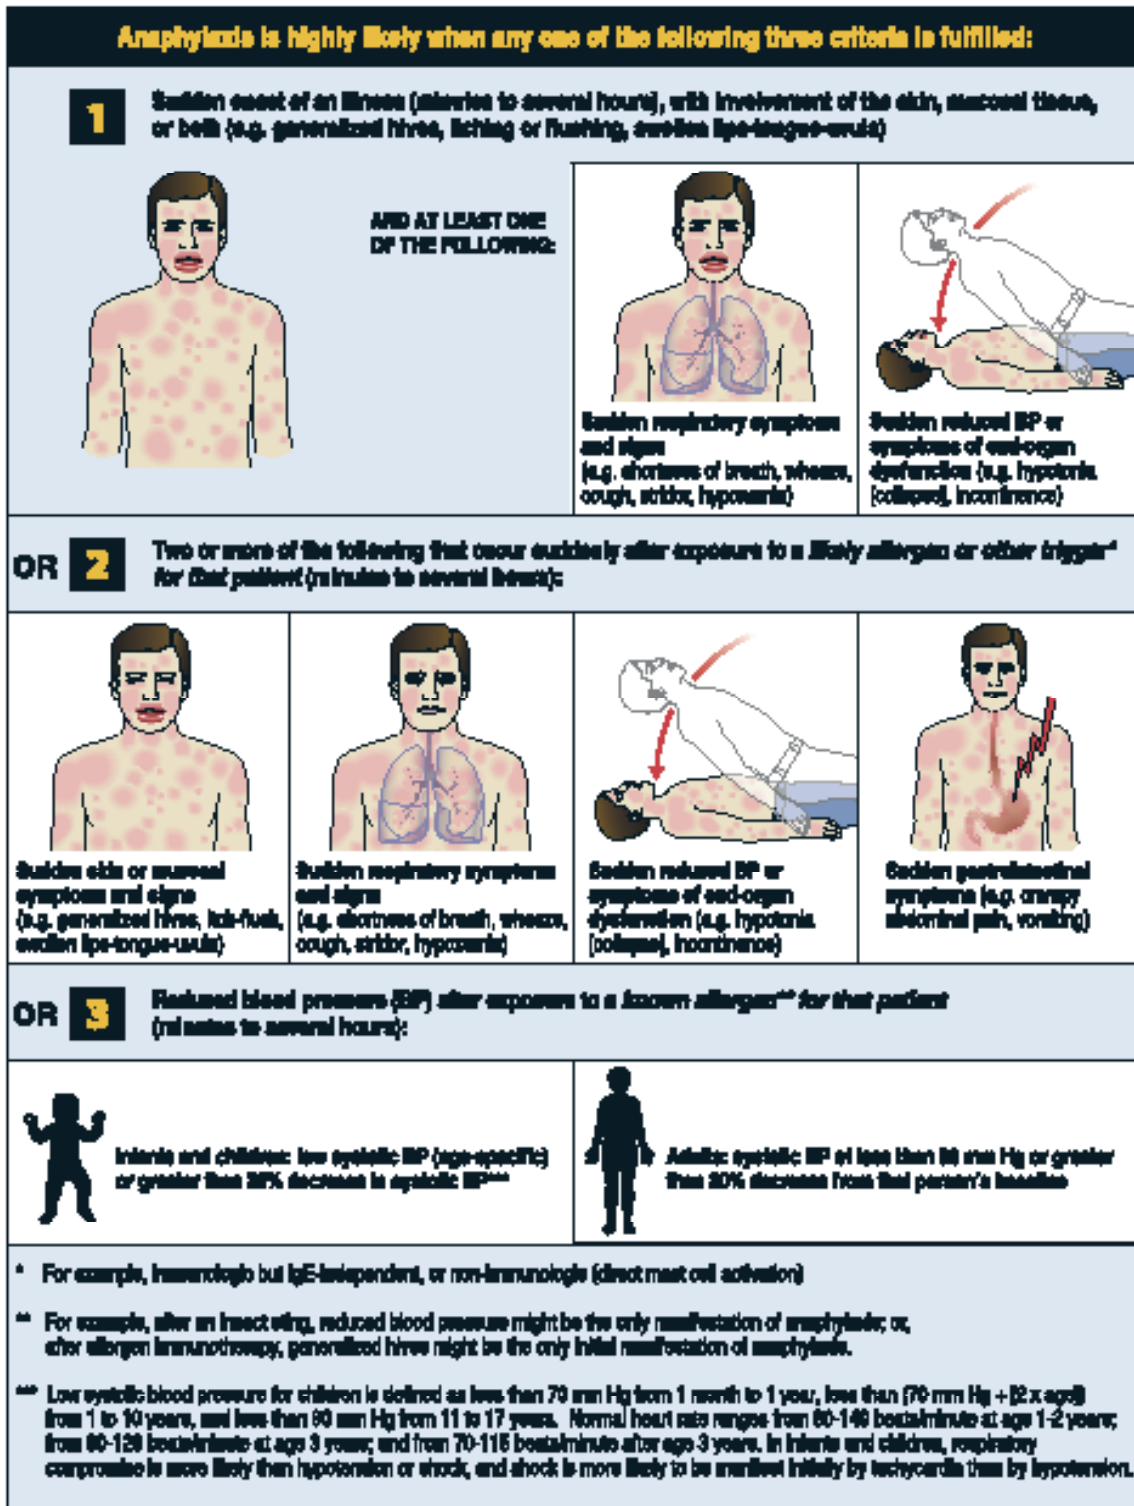 Anaphylaxis is highly likely when any one of the following three criteria is fulfilled:
1
Sudden onset of an illness (minutes to several hours), with involvement of the skin, mucosal tissue,
or both (e.g. generalized hives, itching or flushing, swollen lips-tongue-uvula)
AND AT LEAST ONE
OF THE FOLLOWING:
Sudden respiratory symptoms
and signs
(e.g. shortness of breath, wheeze,
cough, stridor, hypoxemia)
Sudden reduced BP or
symptoms of end-organ
dysfunction (e.g. hypotonia
[collapse], incontinence)
OR 2
Two or more of the following that occur suddenly after exposure to a likely allergen or other trigger*
for that patient (minutes to several hours):
Sudden skin or mucosal
symptoms and signs
(e.g. generalized hives, itch-flush,
swollen lips-tongue-uvula)
Sudden respiratory symptoms
and signs
(e.g. shortness of breath, wheeze,
cough, stridor, hypoxemia)
Sudden reduced BP or
symptoms of end-organ
dysfunction (e.g. hypotonia
[collapse], incontinence)
Sudden gastrointestinal
symptoms (e.g. crampy
abdominal pain, vomiting)
OR 3
Reduced blood pressure (BP) after exposure to a known allergen** for that patient
(minutes to several hours):
Infants and children: low systolic BP (age-specific)
or greater than 30% decrease in systolic BP***
Adults: systolic BP of less than 90 mm Hg or greater
than 30% decrease from that person's baseline
* For example, immunologic but IgE-independent, or non-immunologic (direct mast cell activation)
** For example, after an insect sting, reduced blood pressure might be the only manifestation of anaphylaxis; or,
after allergen immunotherapy, generalized hives might be the only initial manifestation of anaphylaxis.
*** Low systolic blood pressure for children is defined as less than 70 mm Hg from 1 month to 1 year, less than (70 mm Hg + [2 x age])
from 1 to 10 years, and less than 90 mm Hg from 11 to 17 years. Normal heart rate ranges from 80-140 beats/minute at age 1-2 years;
from 80-120 beats/minute at age 3 years; and from 70-115 beats/minute after age 3 years. In infants and children, respiratory
compromise is more likely than hypotension or shock, and shock is more likely to be manifest initially by tachycardia than by hypotension.